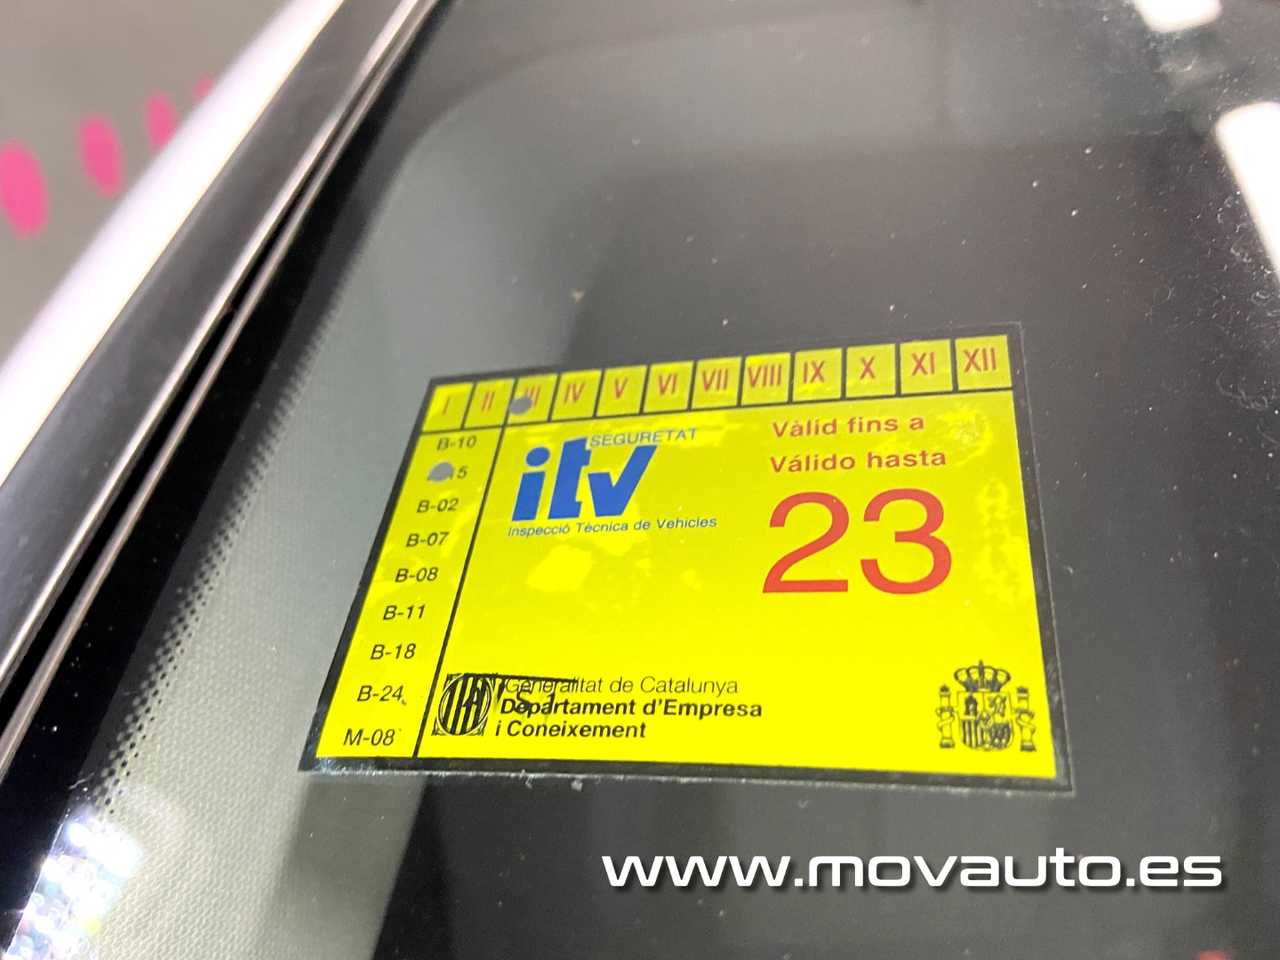 I II III IV V VI VII VIII IX X XI XII
B-10
5
B-02
B-07
B-08
B-11
B-18
B-24
M-08
SEGURETAT
itv
Inspecció Tècnica de Vehicles
Vàlid fins a
Válido hasta
23
Generalitat de Catalunya
Departament d'Empresa
i Coneixement
www.movauto.es